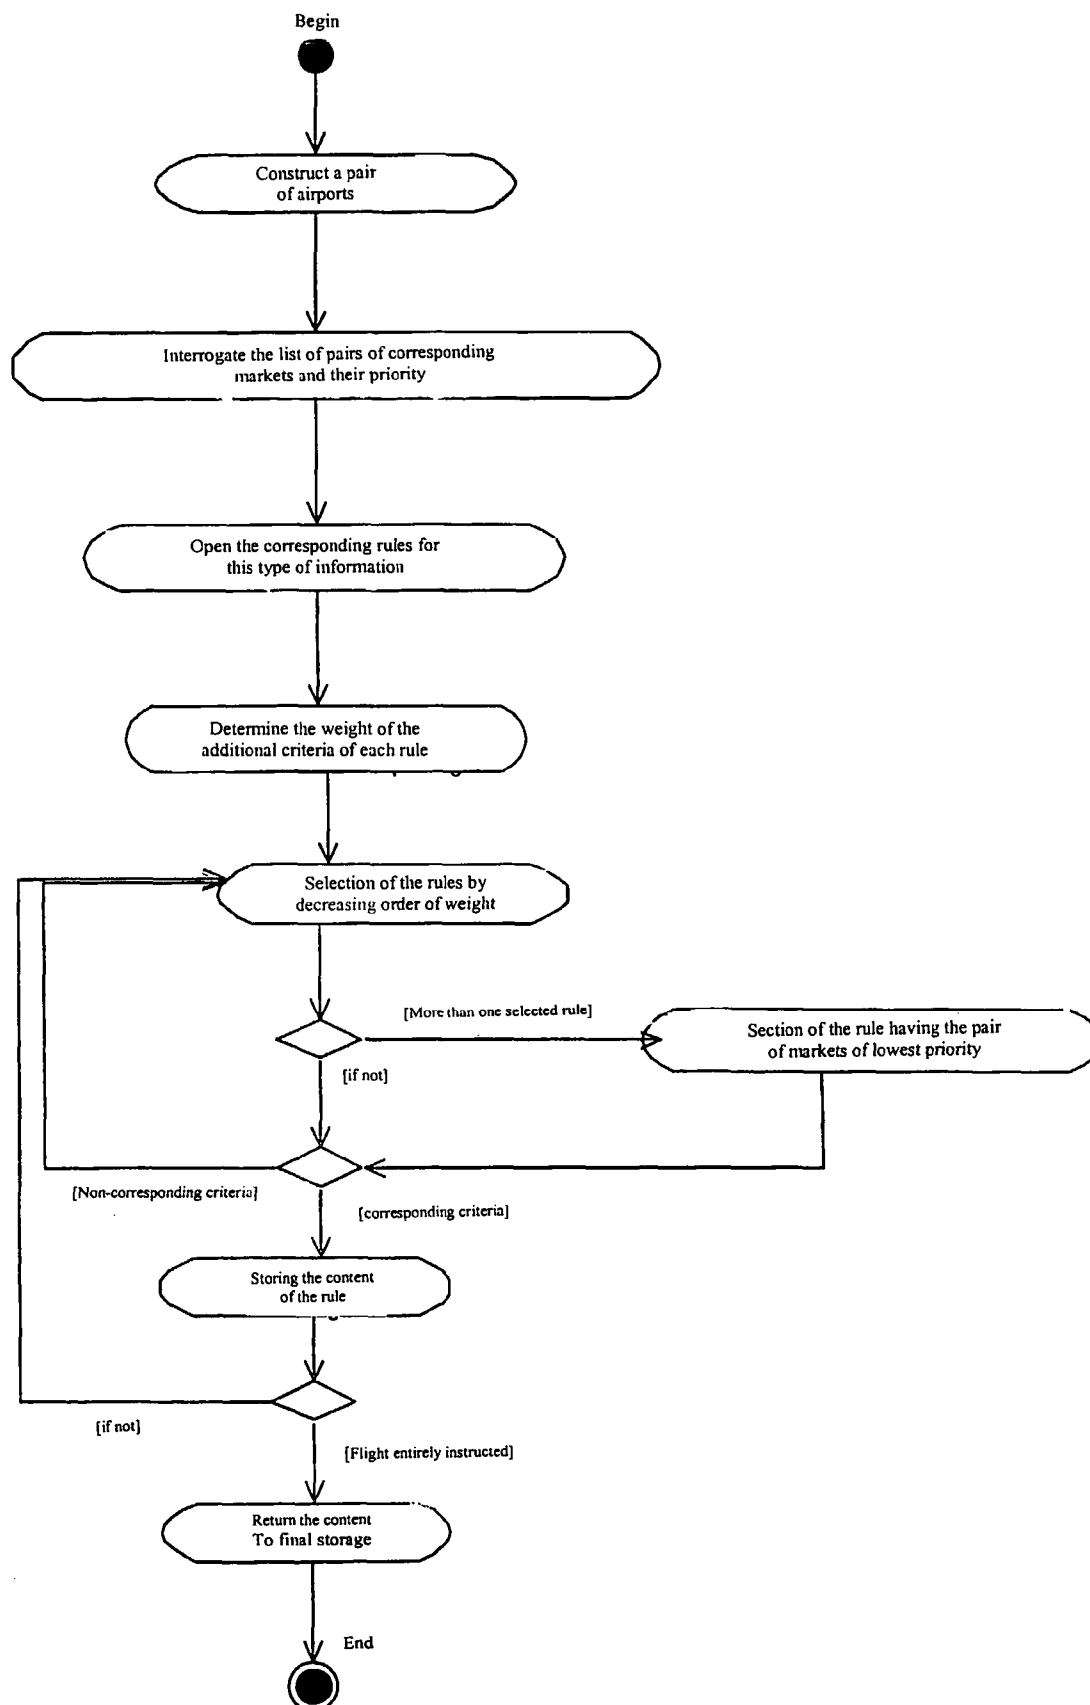 Begin
Construct a pair
of airports
Interrogate the list of pairs of corresponding
markets and their priority
Open the corresponding rules for
this type of information
Determine the weight of the
additional criteria of each rule
Selection of the rules by
decreasing order of weight
[More than one selected rule]
Section of the rule having the pair
of markets of lowest priority
[if not]
[Non-corresponding criteria]
[corresponding criteria]
Storing the content
of the rule
[if not]
[Flight entirely instructed]
Return the content
To final storage
End